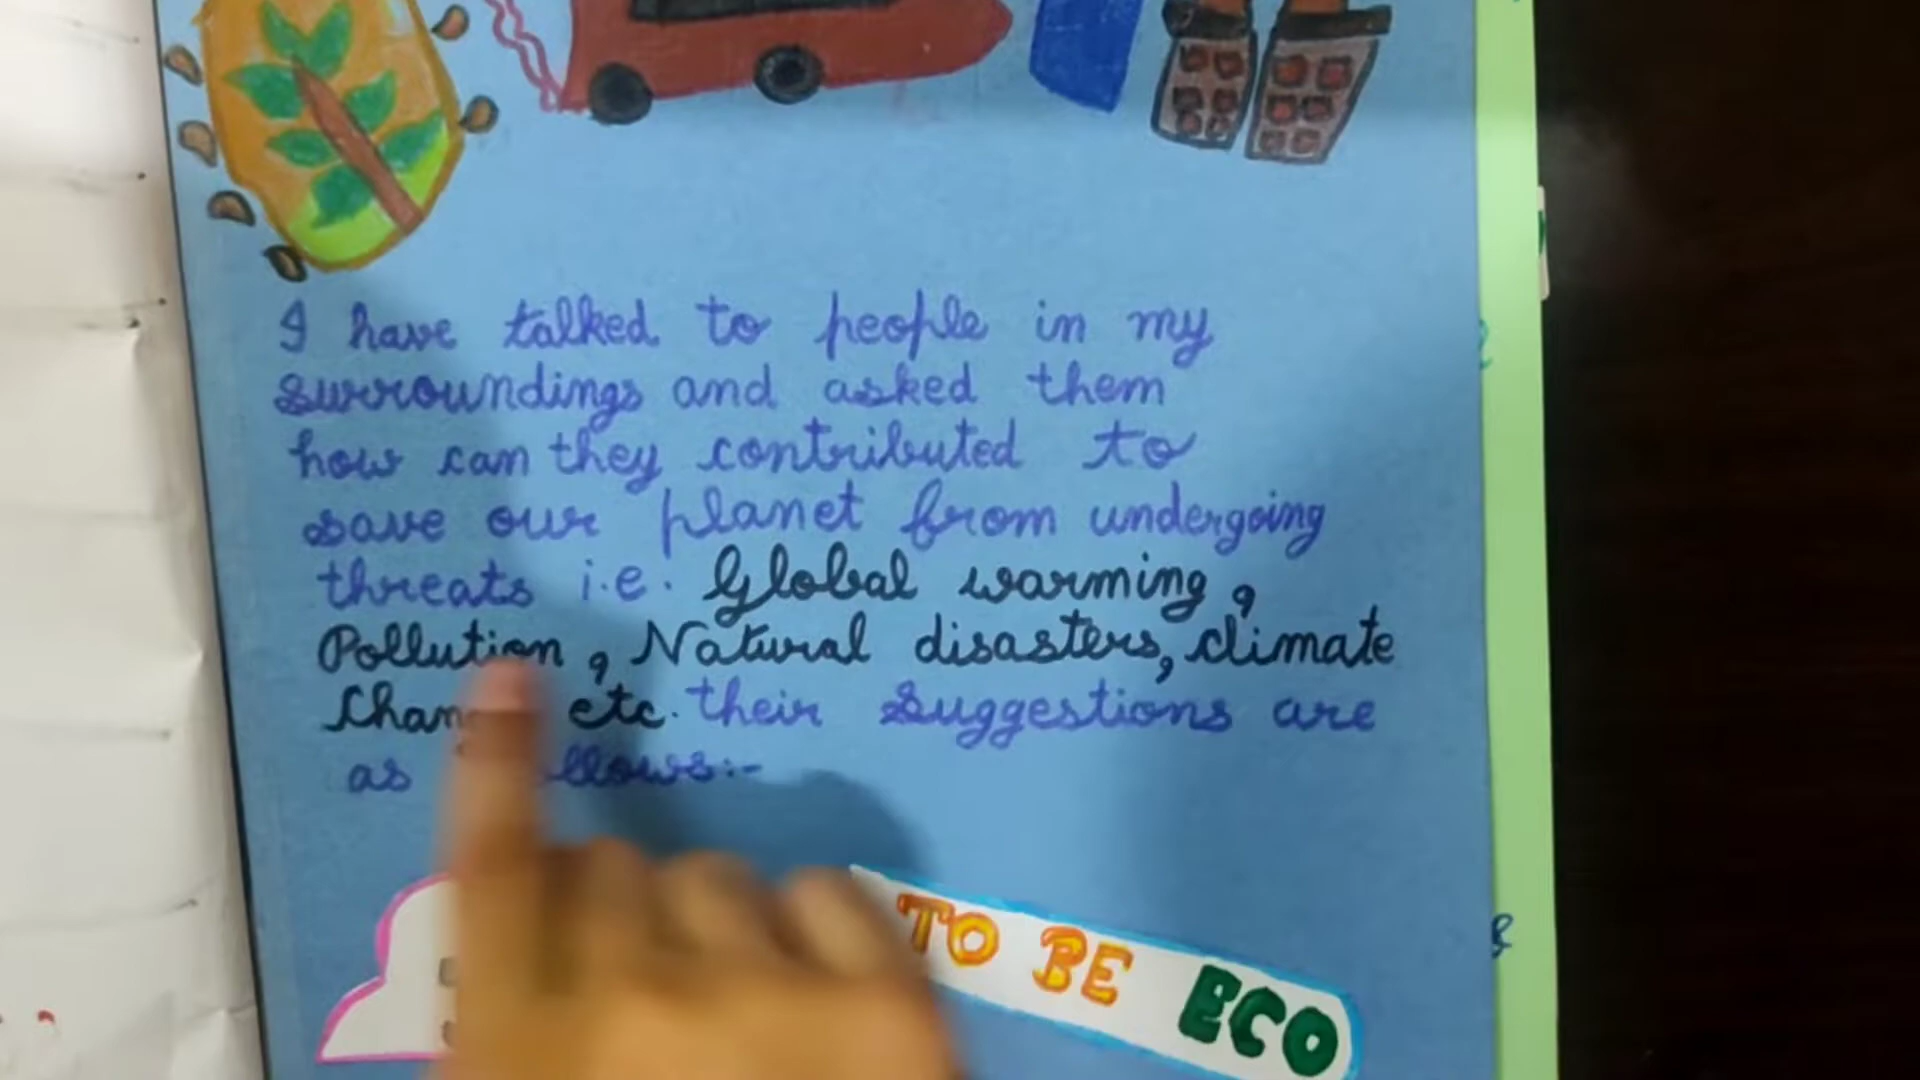 I have talked to people in my
surroundings and asked them
how can they contributed to
save our planet from undergoing
threats i.e. Global warming,
Pollution, Natural disasters, climate
etc. their suggestions are
as
TO BE ECO